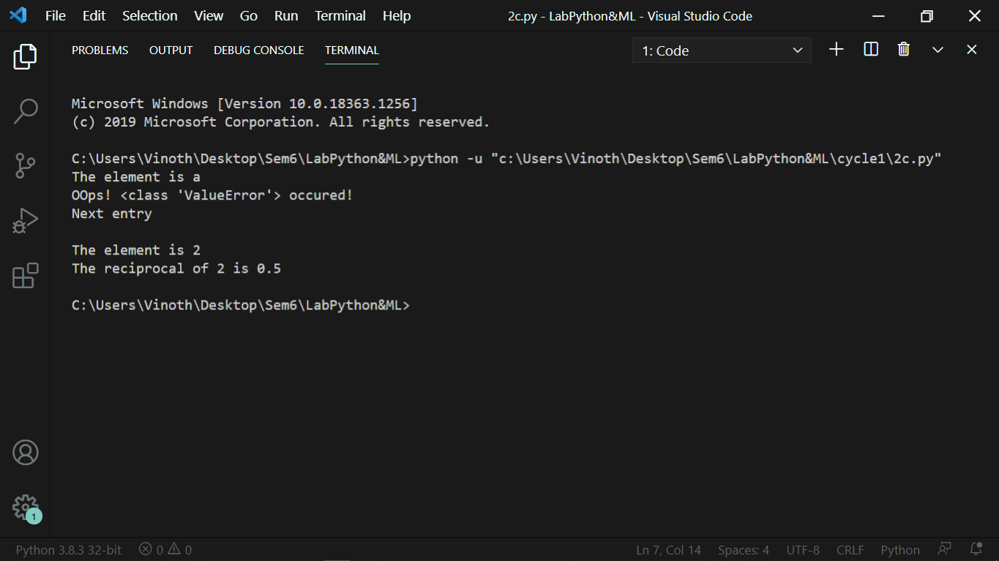 File Edit Selection View Go Run Terminal Help 2c.py - LabPython&ML - Visual Studio Code
PROBLEMS OUTPUT DEBUG CONSOLE TERMINAL 1: Code
Microsoft Windows [Version 10.0.18363.1256]
(c) 2019 Microsoft Corporation. All rights reserved.
C:\Users\Vinoth\Desktop\Sem6\LabPython&ML>python -u "c:\Users\Vinoth\Desktop\Sem6\LabPython&ML\cycle1\2c.py"
The element is a
OOps! <class 'ValueError'> occured!
Next entry
The element is 2
The reciprocal of 2 is 0.5
C:\Users\Vinoth\Desktop\Sem6\LabPython&ML>
1
Python 3.8.3 32-bit 0 0 Ln 7, Col 14 Spaces: 4 UTF-8 CRLF Python